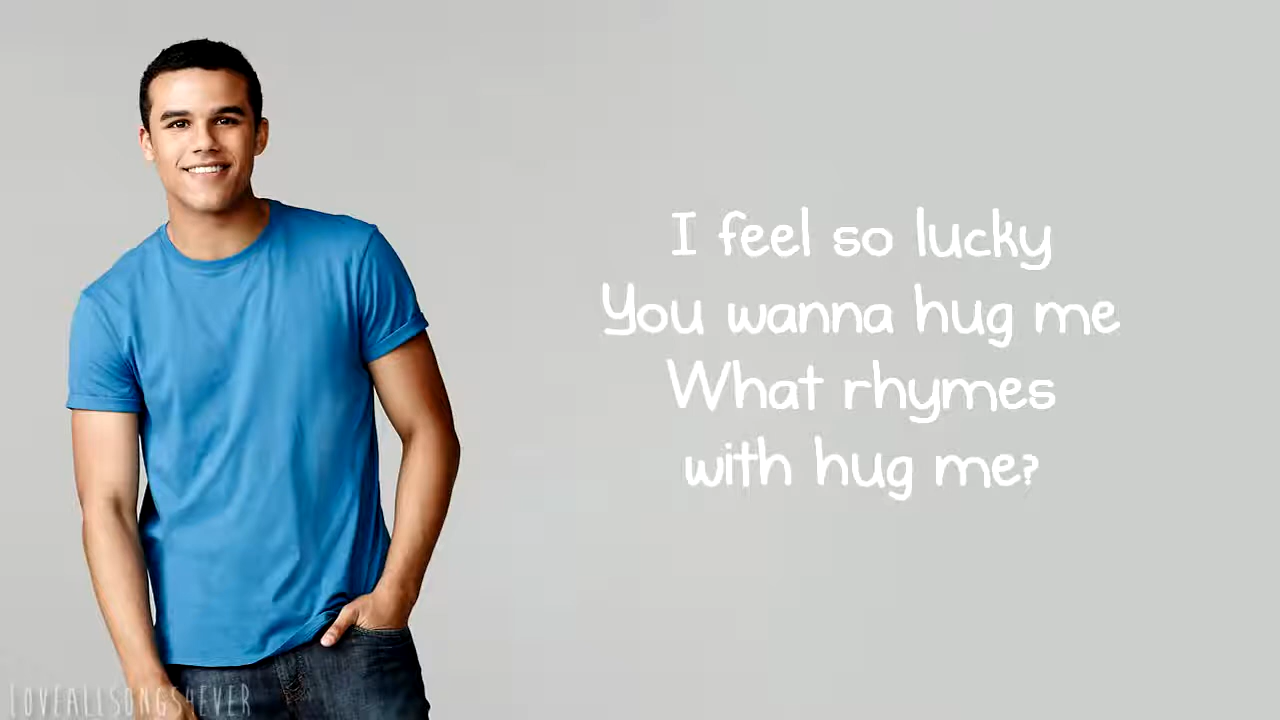 I feel so lucky
You wanna hug me
What rhymes
with hug me?
LOVEALLSONGS4EVER